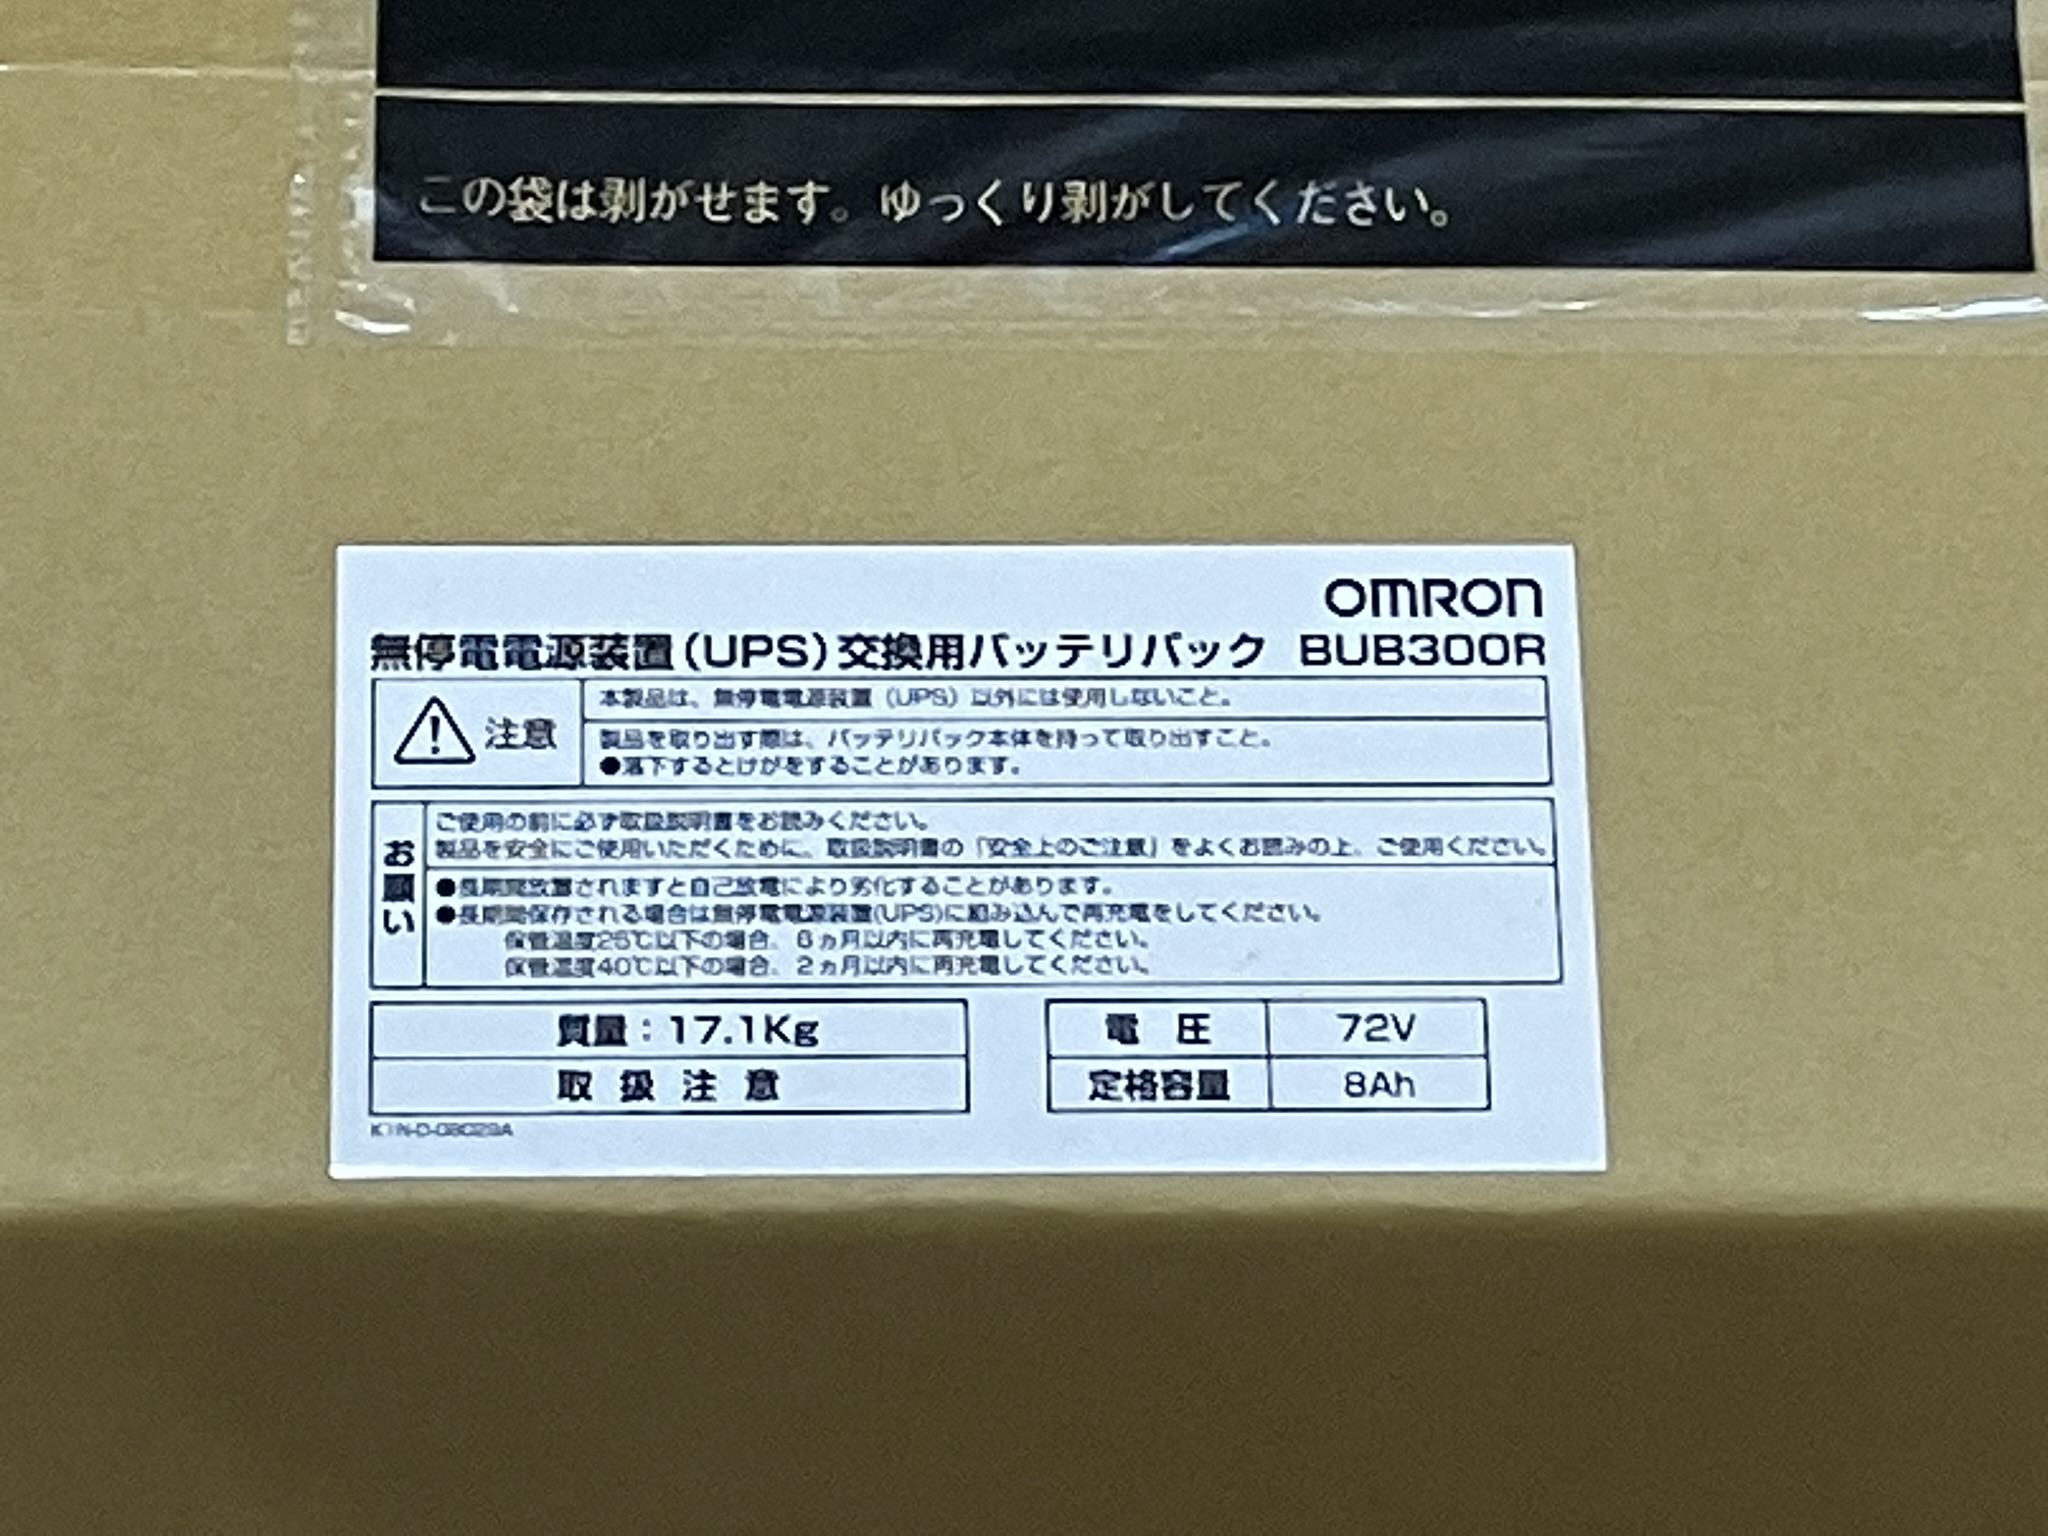 この袋は剥がせます。ゆっくり剥がしてください。
OMRON
無停電電源装置(UPS)交換用バッテリパック BUB300R
注意
本製品は、無停電電源装置（UPS）以外には使用しないこと。
製品を取り出す際は、バッテリパック本体を持って取り出すこと。
●落下するとけがをすることがあります。
お願い
ご使用の前に必ず取扱説明書をお読みください。
製品を安全にご使用いただくために、取扱説明書の「安全上のご注意」をよくお読みの上、ご使用ください。
●長期間放置されますと自己放電により劣化することがあります。
●長期間保存される場合は無停電電源装置(UPS)に組み込んで再充電をしてください。
保管温度25℃以下の場合、6ヵ月以内に再充電してください。
保管温度40℃以下の場合、2ヵ月以内に再充電してください。
質量：17.1Kg
取扱注意
電圧 72V
定格容量 8Ah